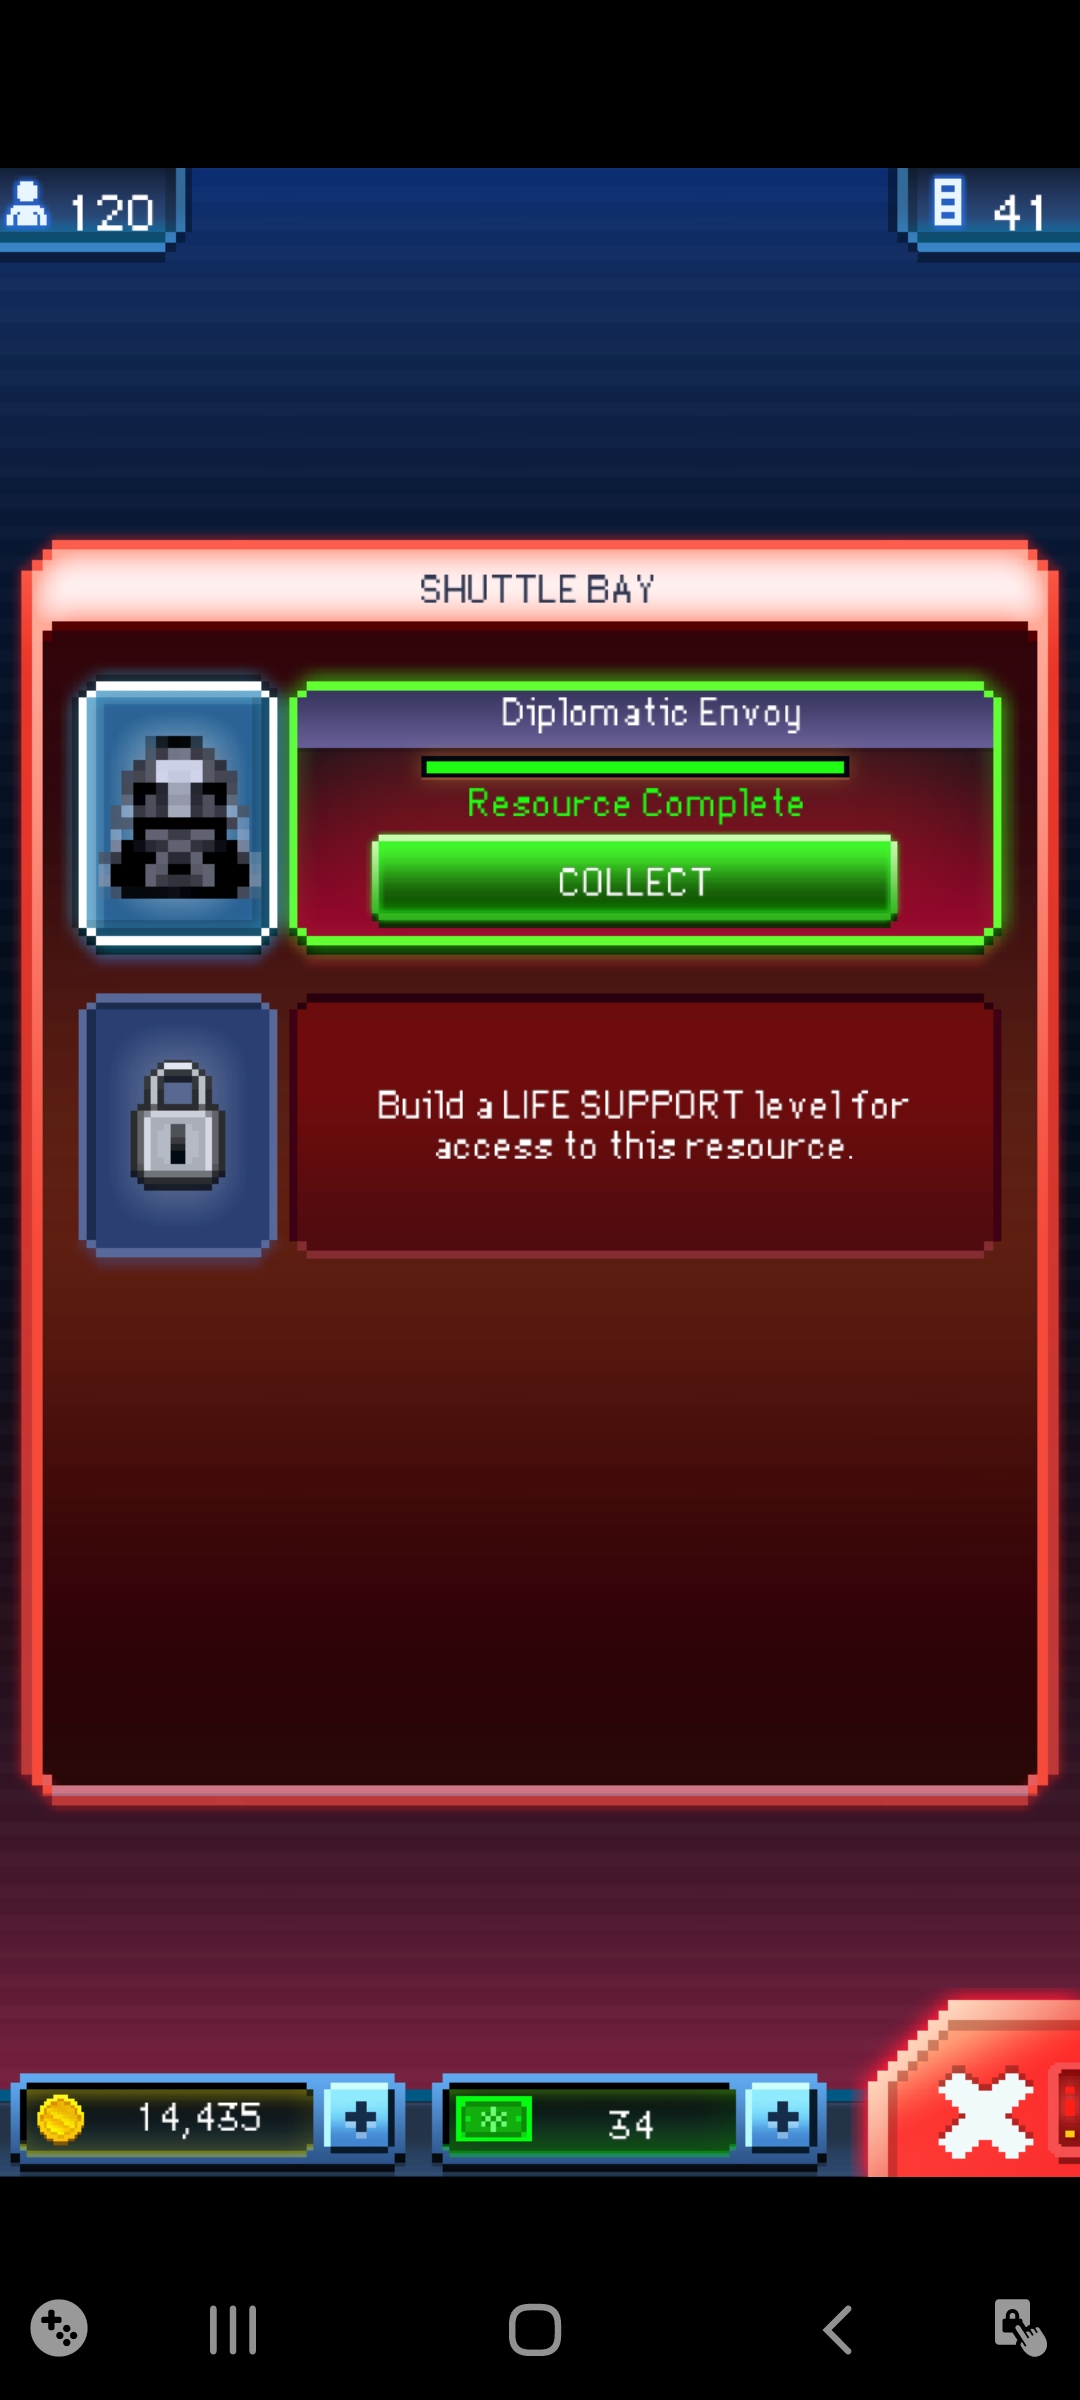 120
41
SHUTTLE BAY
Diplomatic Envoy
Resource Complete
COLLECT
Build a LIFE SUPPORT level for
access to this resource.
14,435
34